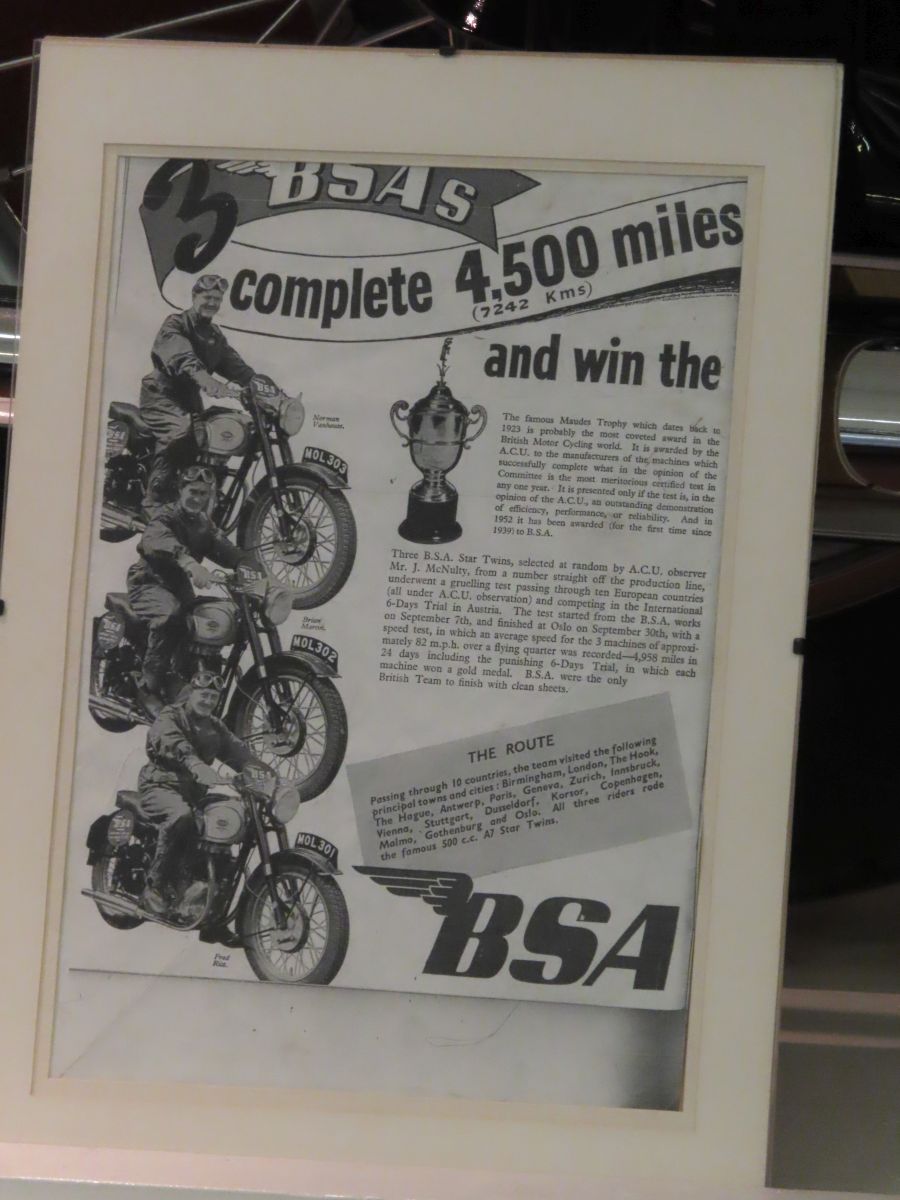 3 BSAs
complete 4,500 miles
(7242 Kms)
and win the
The famous Maudes Trophy which dates back to
1923 is probably the most coveted award in the
British Motor Cycling world. It is awarded by the
A.C.U. to the manufacturers of the machines which
successfully complete what in the opinion of the
Committee is the most meritorious certified test in
any one year. It is presented only if the test is, in the
opinion of the A.C.U., an outstanding demonstration
of efficiency, performance, or reliability. And in
1952 it has been awarded (for the first time since
1939) to B.S.A.
Norman
Vanhouse.
BSA
MOL303
Three B.S.A. Star Twins, selected at random by A.C.U. observer
Mr. J. McNulty, from a number straight off the production line,
underwent a gruelling test passing through ten European countries
(all under A.C.U. observation) and competing in the International
6-Days Trial in Austria. The test started from the B.S.A. works
on September 7th, and finished at Oslo on September 30th, with a
speed test, in which an average speed for the 3 machines of approxi-
mately 82 m.p.h. over a flying quarter was recorded—4,958 miles in
24 days including the punishing 6-Days Trial, in which each
machine won a gold medal. B.S.A. were the only
British Team to finish with clean sheets.
BSA
Brian
Martin.
MOL302
THE ROUTE
Passing through 10 countries, the team visited the following
principal towns and cities : Birmingham, London, The Hook,
The Hague, Antwerp, Paris, Geneva, Zurich, Innsbruck,
Vienna, Stuttgart, Dusseldorf, Korsor, Copenhagen,
Malmo, Gothenburg and Oslo. All three riders rode
the famous 500 c.c. A7 Star Twins.
BSA
MOL301
Fred
Rist.
BSA